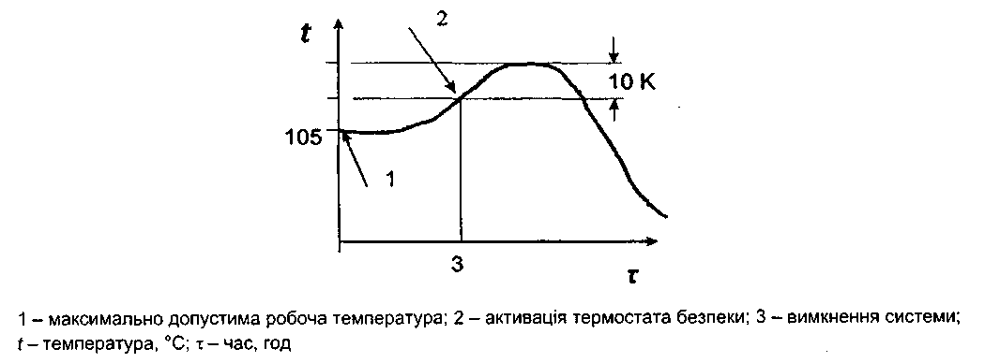 2
t
10 K
105
1
3
τ
1 – максимально допустима робоча температура; 2 – активація термостата безпеки; 3 – вимкнення системи;
t – температура, °С; τ – час, год